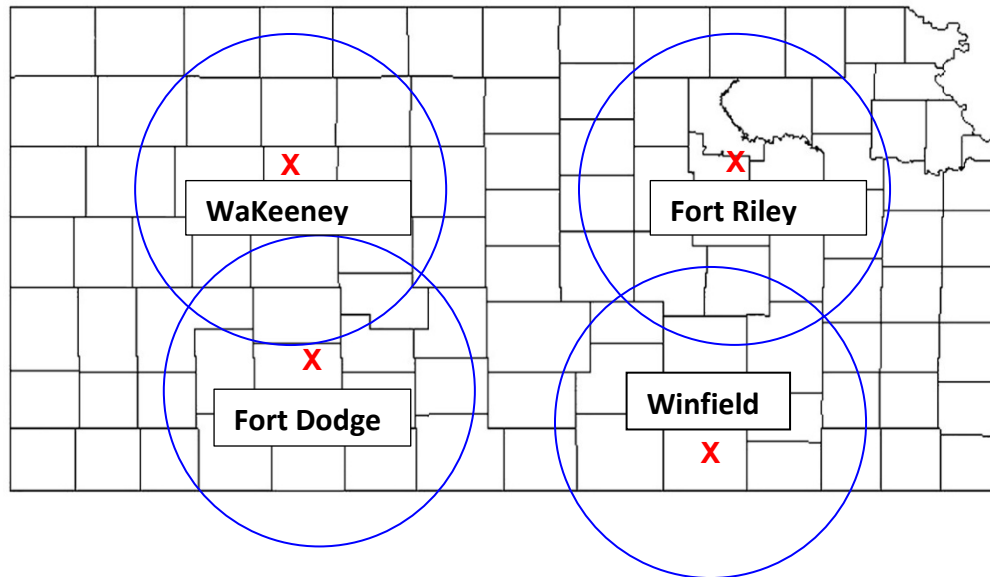 X
X
WaKeeney
Fort Riley
X
Fort Dodge
Winfield
X